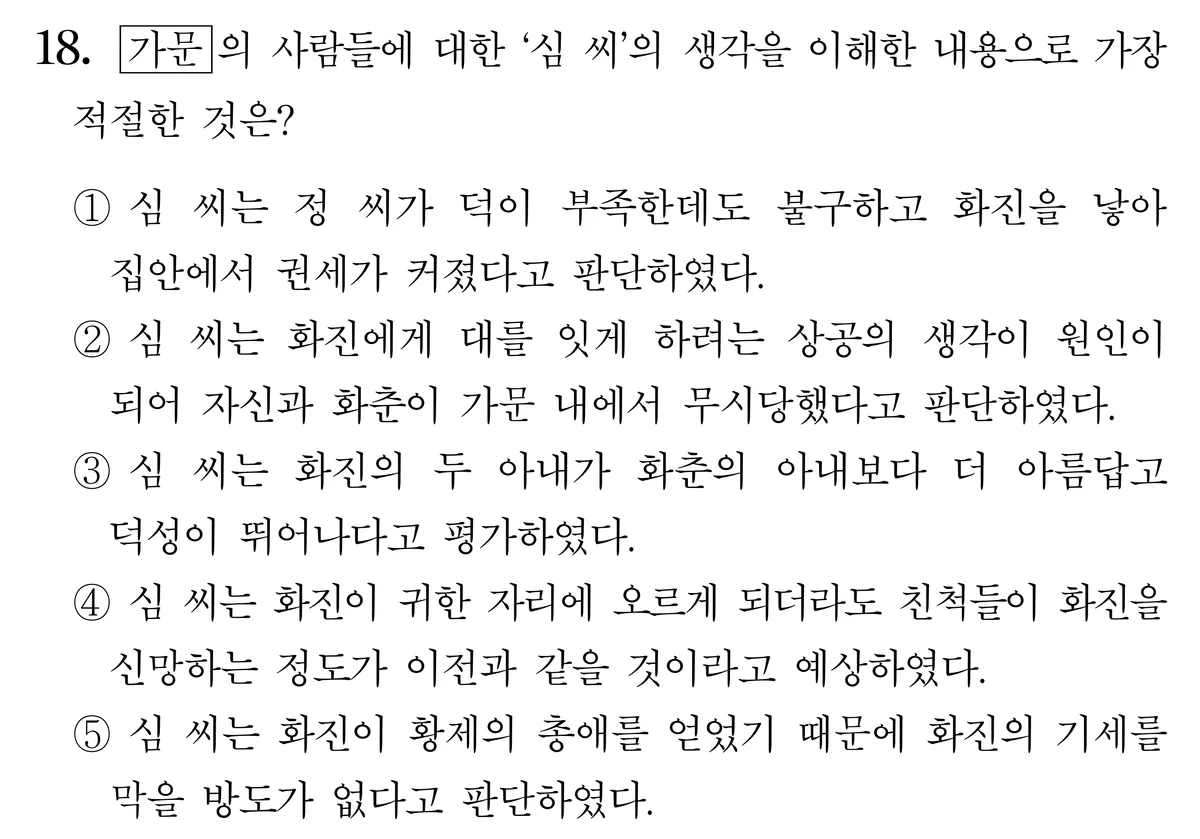 18. 가문의 사람들에 대한 ‘심 씨’의 생각을 이해한 내용으로 가장
적절한 것은?
① 심 씨는 정 씨가 덕이 부족한데도 불구하고 화진을 낳아
집안에서 권세가 커졌다고 판단하였다.
② 심 씨는 화진에게 대를 잇게 하려는 상공의 생각이 원인이
되어 자신과 화춘이 가문 내에서 무시당했다고 판단하였다.
③ 심 씨는 화진의 두 아내가 화춘의 아내보다 더 아름답고
덕성이 뛰어나다고 평가하였다.
④ 심 씨는 화진이 귀한 자리에 오르게 되더라도 친척들이 화진을
신망하는 정도가 이전과 같을 것이라고 예상하였다.
⑤ 심 씨는 화진이 황제의 총애를 얻었기 때문에 화진의 기세를
막을 방도가 없다고 판단하였다.